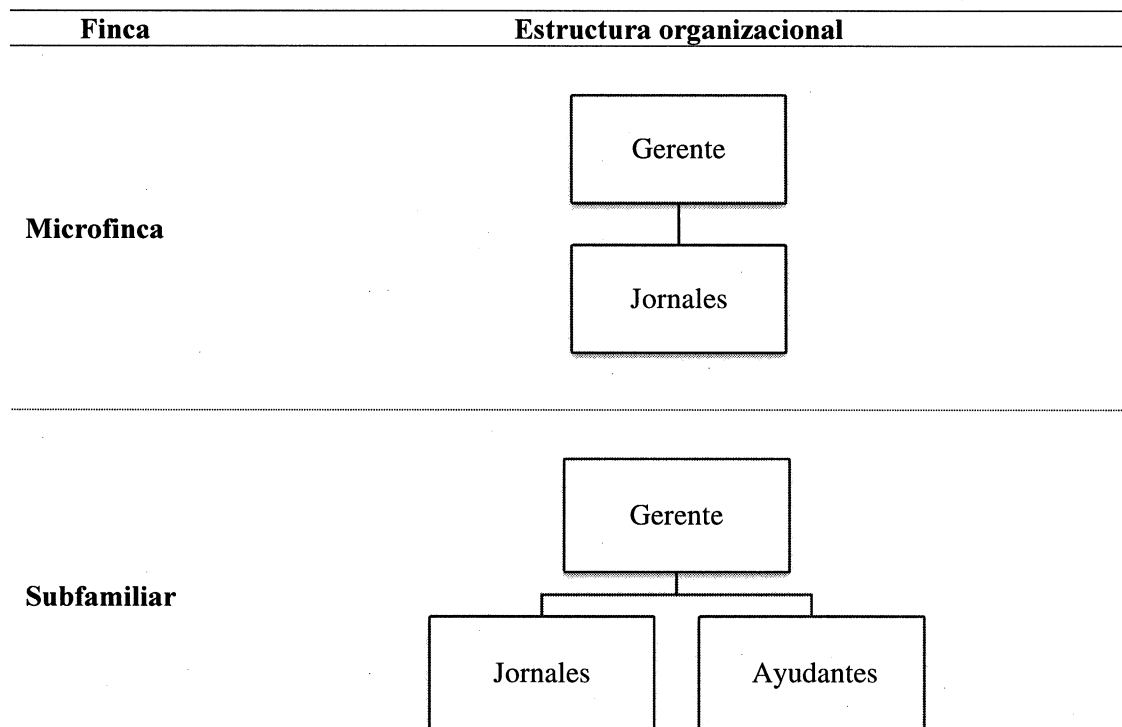 Finca Estructura organizacional
Gerente
Microfinca
Jornales
Gerente
Subfamiliar
Jornales Ayudantes